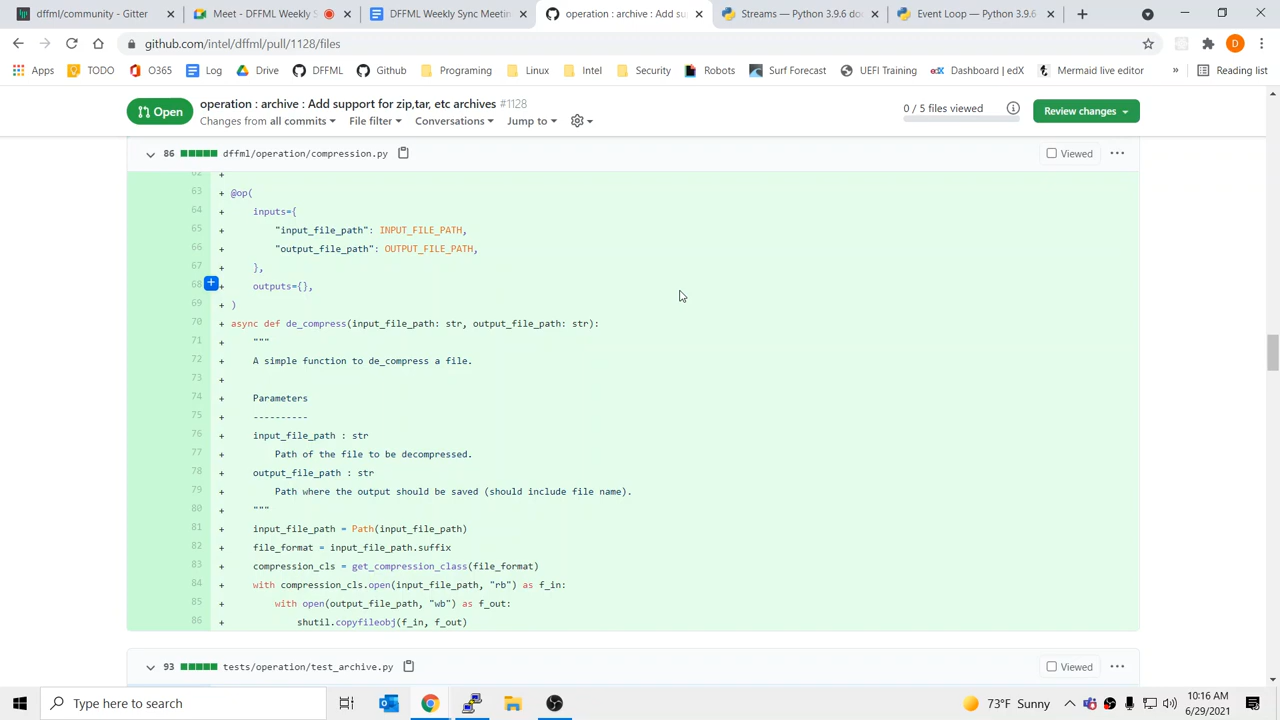 dffml/community - Gitter
Meet - DFFML Weekly S
DFFML Weekly Sync Meeting
operation : archive : Add su
Streams — Python 3.9.6 do
Event Loop — Python 3.9.6
github.com/intel/dffml/pull/1128/files
D
Apps
TODO
O365
Log
Drive
DFFML
Github
Programing
Linux
Intel
Security
Robots
Surf Forecast
UEFI Training
edX
Dashboard | edX
Mermaid live editor
»
Reading list
Open
operation : archive : Add support for zip,tar, etc archives #1128
Changes from all commits
File filter
Conversations
Jump to
0 / 5 files viewed
Review changes
86
dffml/operation/compression.py
Viewed
+
63 + @op(
64 + inputs={
65 + "input_file_path": INPUT_FILE_PATH,
66 + "output_file_path": OUTPUT_FILE_PATH,
67 + },
68 + outputs={},
69 + )
70 + async def de_compress(input_file_path: str, output_file_path: str):
71 + """
72 + A simple function to de_compress a file.
73 +
74 + Parameters
75 + ----------
76 + input_file_path : str
77 + Path of the file to be decompressed.
78 + output_file_path : str
79 + Path where the output should be saved (should include file name).
80 + """
81 + input_file_path = Path(input_file_path)
82 + file_format = input_file_path.suffix
83 + compression_cls = get_compression_class(file_format)
84 + with compression_cls.open(input_file_path, "rb") as f_in:
85 + with open(output_file_path, "wb") as f_out:
86 + shutil.copyfileobj(f_in, f_out)
93
tests/operation/test_archive.py
Viewed
Type here to search
73°F Sunny
10:16 AM
6/29/2021